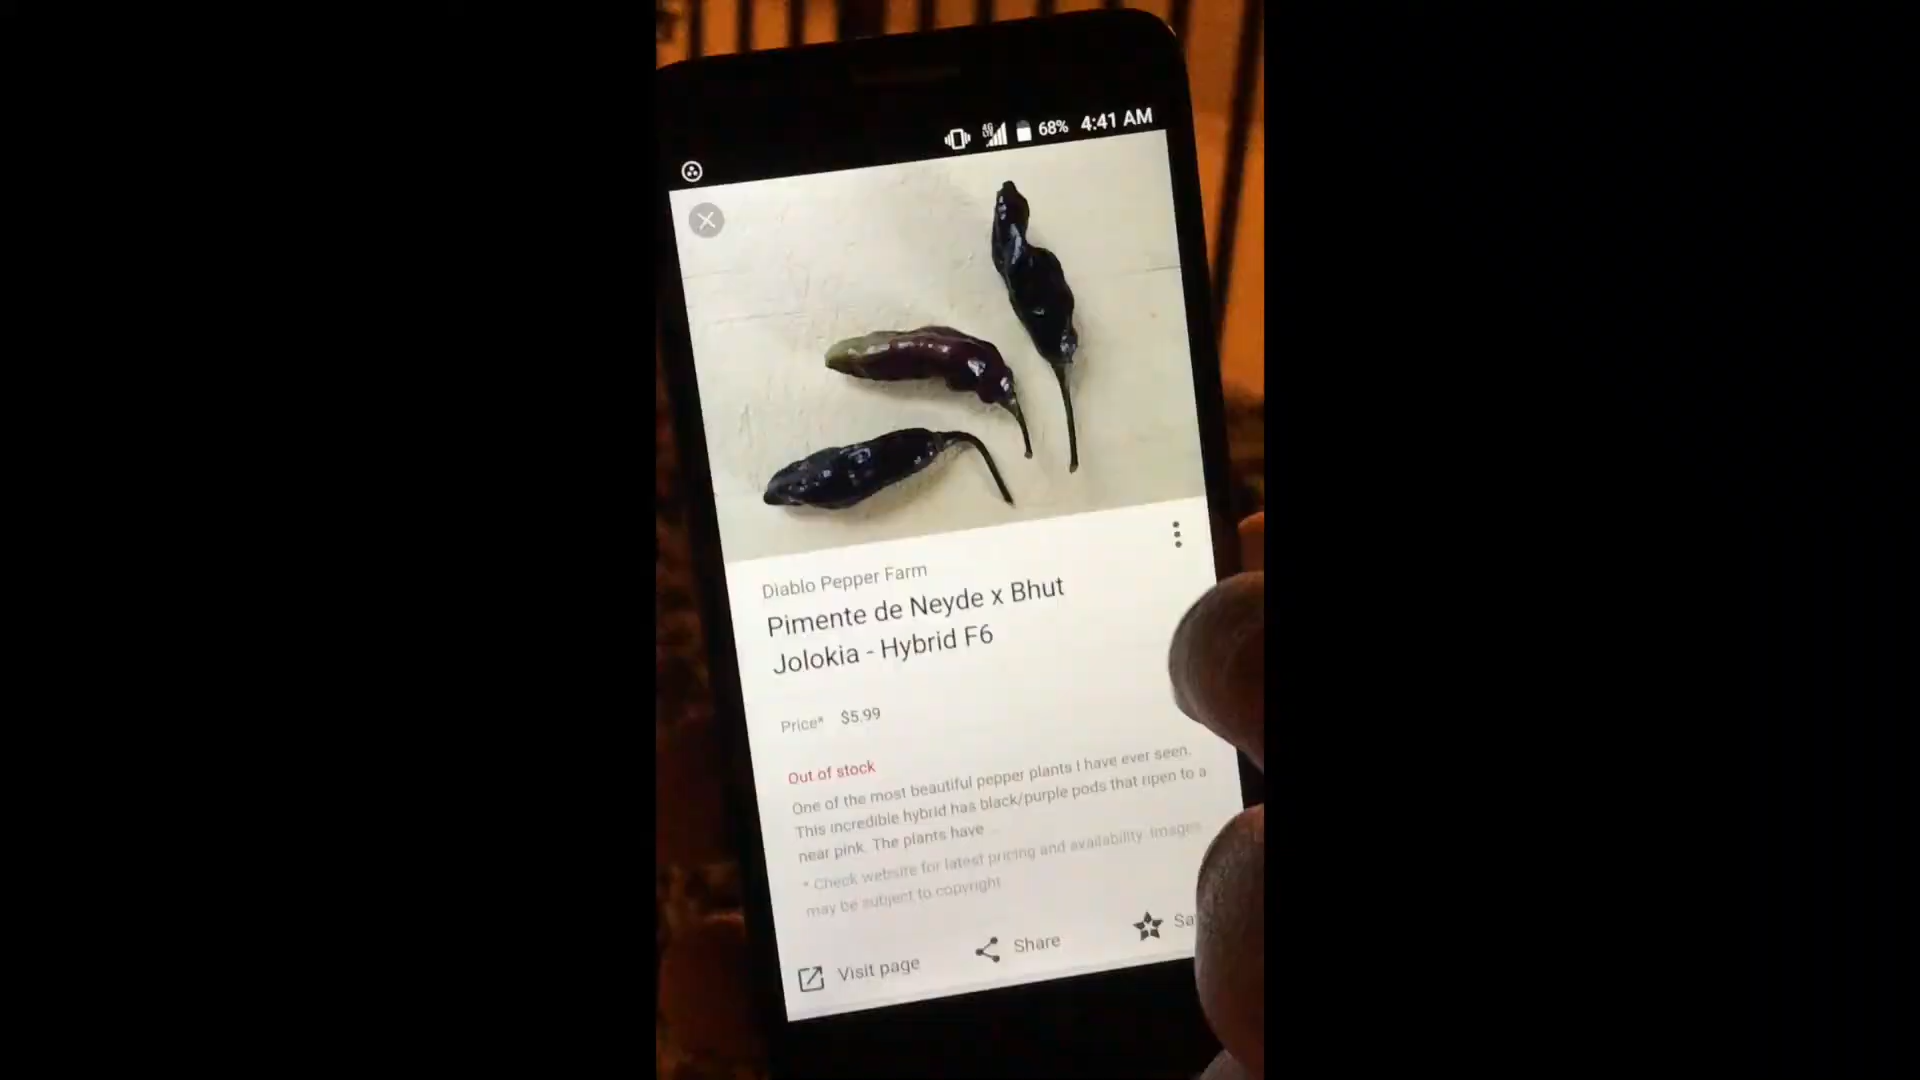 4G
LTE
68% 4:41 AM
Diablo Pepper Farm
Pimente de Neyde x Bhut
Jolokia - Hybrid F6
Price* $5.99
Out of stock
One of the most beautiful pepper plants I have ever seen.
This incredible hybrid has black/purple pods that ripen to a
near pink. The plants have
* Check website for latest pricing and availability. Images
may be subject to copyright
Visit page
Share
Sa